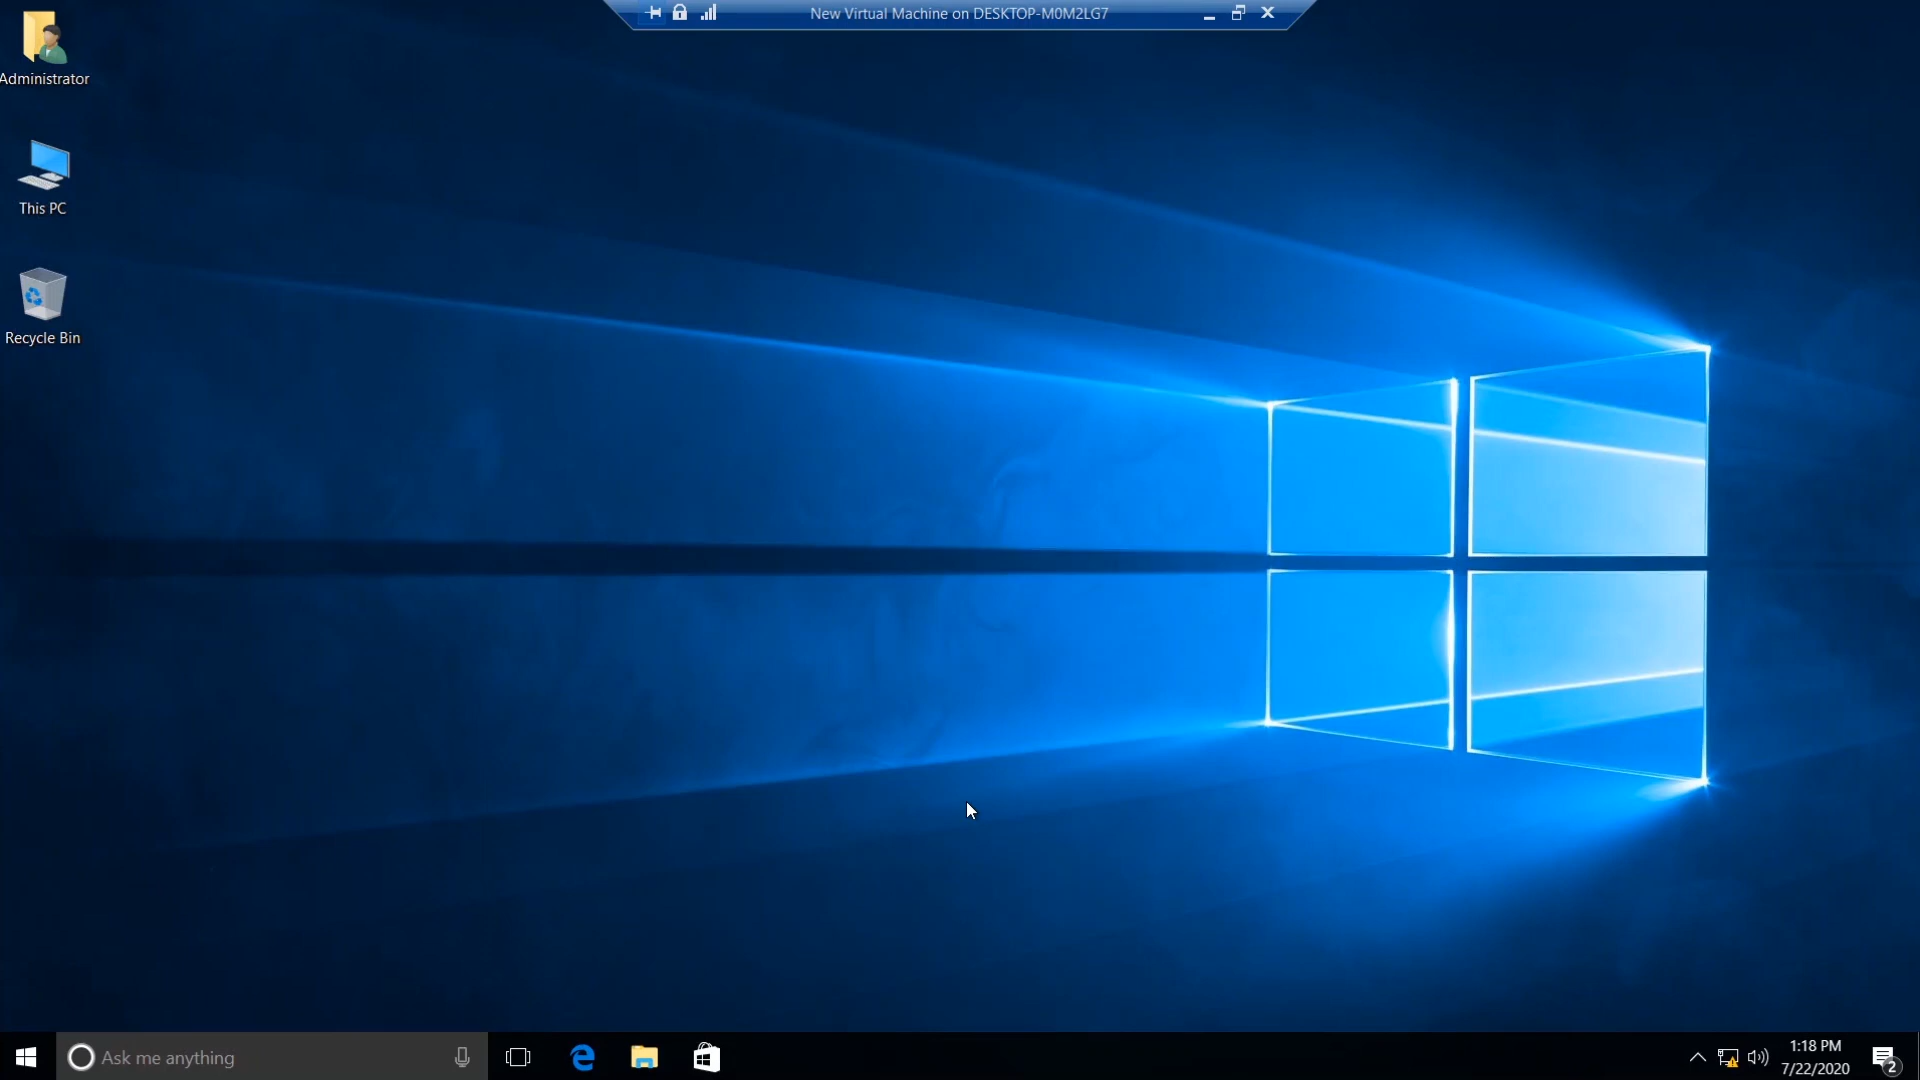 New Virtual Machine on DESKTOP-M0M2LG7
Administrator
This PC
Recycle Bin
Ask me anything
1:18 PM
7/22/2020
2